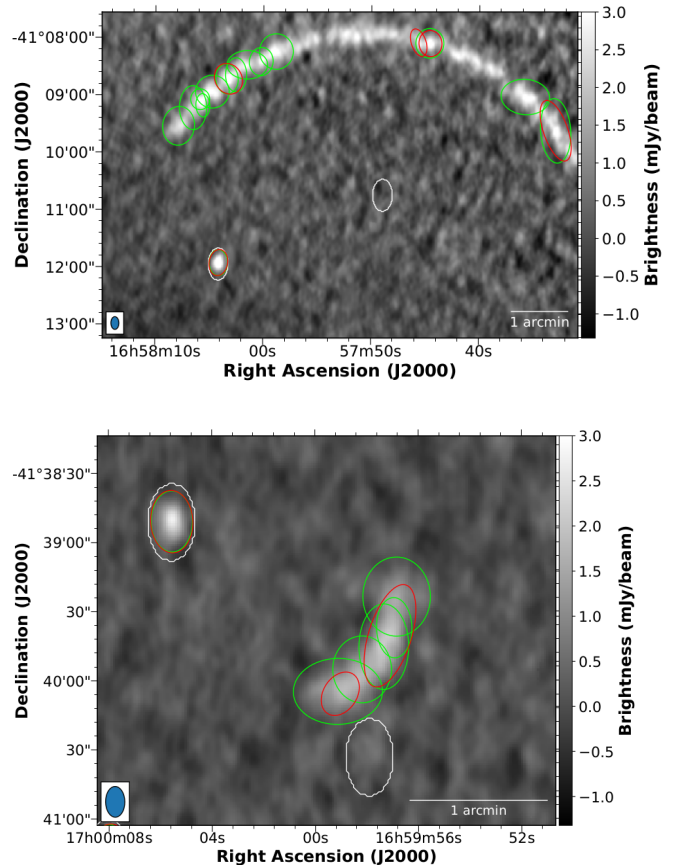 -41°08'00"
09'00"
10'00"
11'00"
12'00"
13'00"
Declination (J2000)
16h58m10s
00s
57m50s
40s
Right Ascension (J2000)
1 arcmin
3.0
2.5
2.0
1.5
1.0
0.5
0.0
−0.5
−1.0
Brightness (mJy/beam)
-41°38'30"
39'00"
30"
40'00"
30"
41'00"
Declination (J2000)
17h00m08s
04s
00s
16h59m56s
52s
Right Ascension (J2000)
1 arcmin
3.0
2.5
2.0
1.5
1.0
0.5
0.0
−0.5
−1.0
Brightness (mJy/beam)